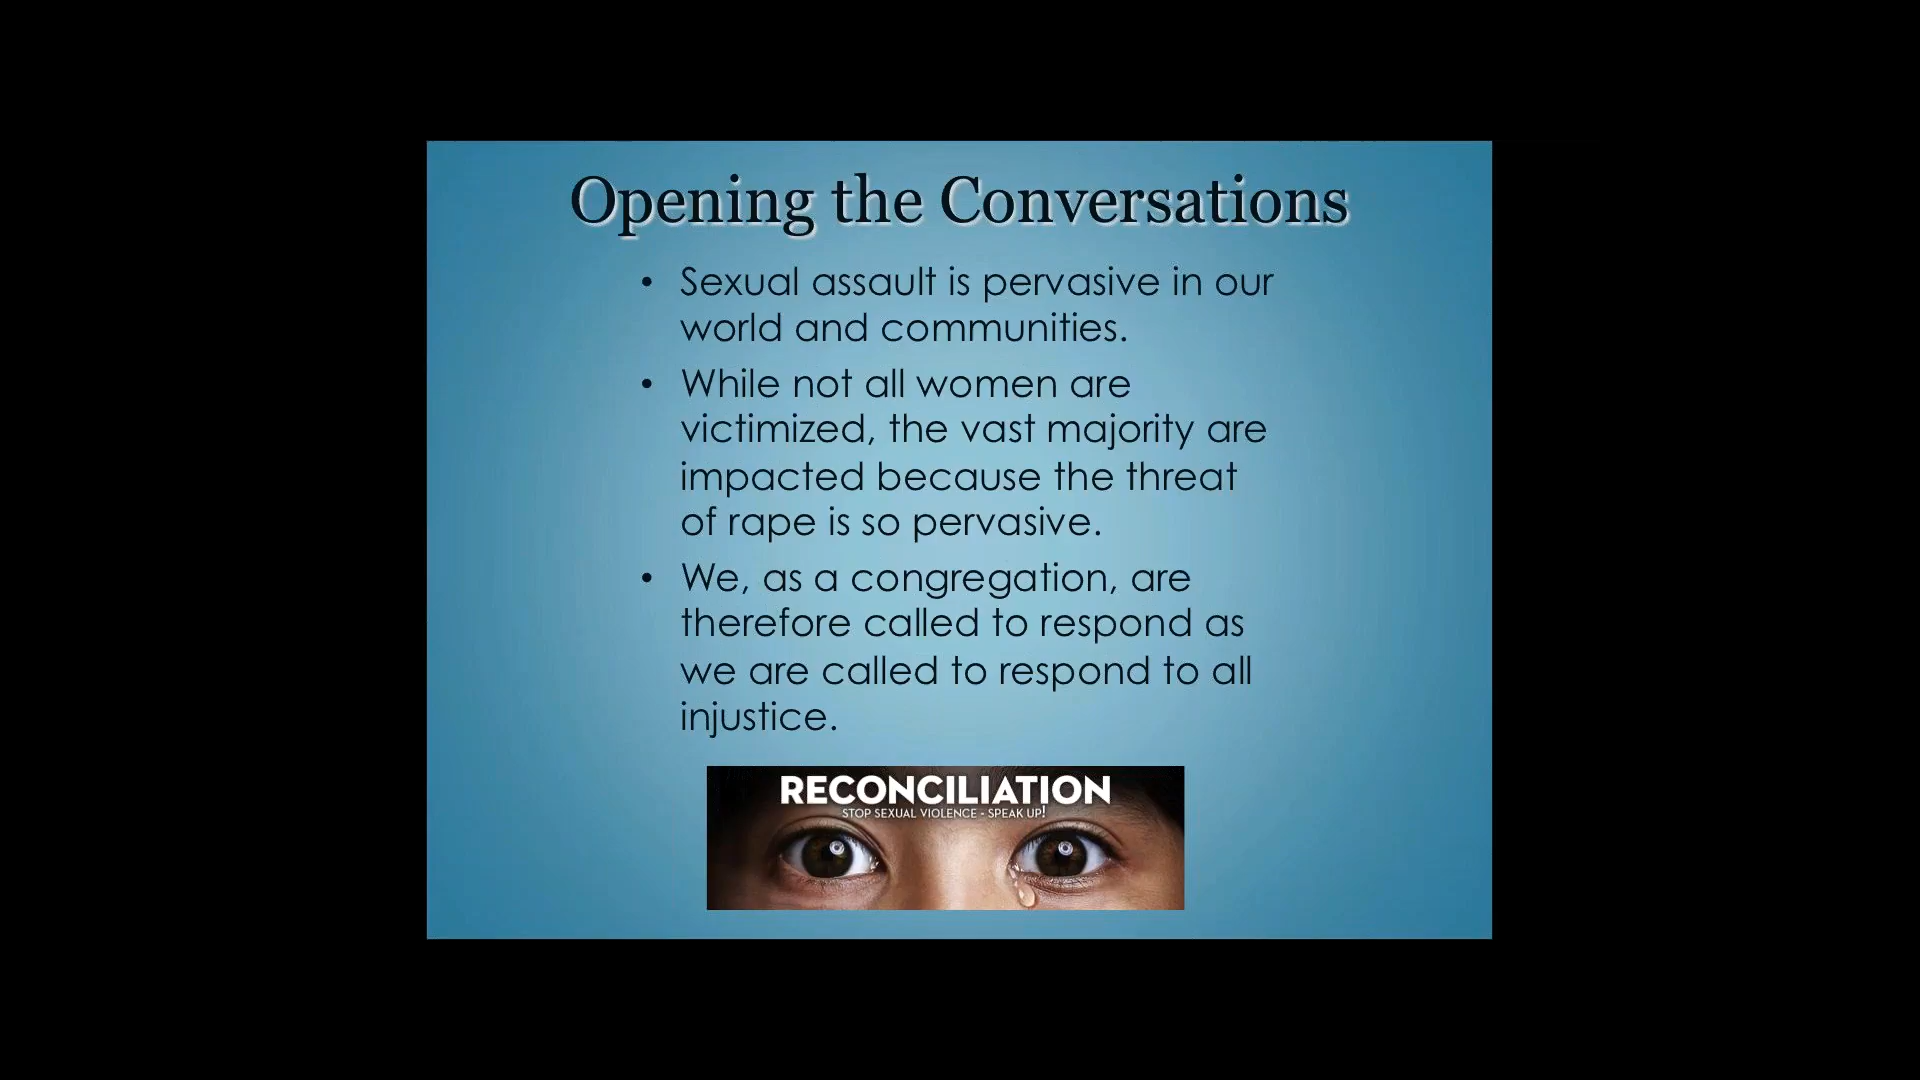 Opening the Conversations
• Sexual assault is pervasive in our
world and communities.
• While not all women are
victimized, the vast majority are
impacted because the threat
of rape is so pervasive.
• We, as a congregation, are
therefore called to respond as
we are called to respond to all
injustice.
RECONCILIATION
STOP SEXUAL VIOLENCE - SPEAK UP!